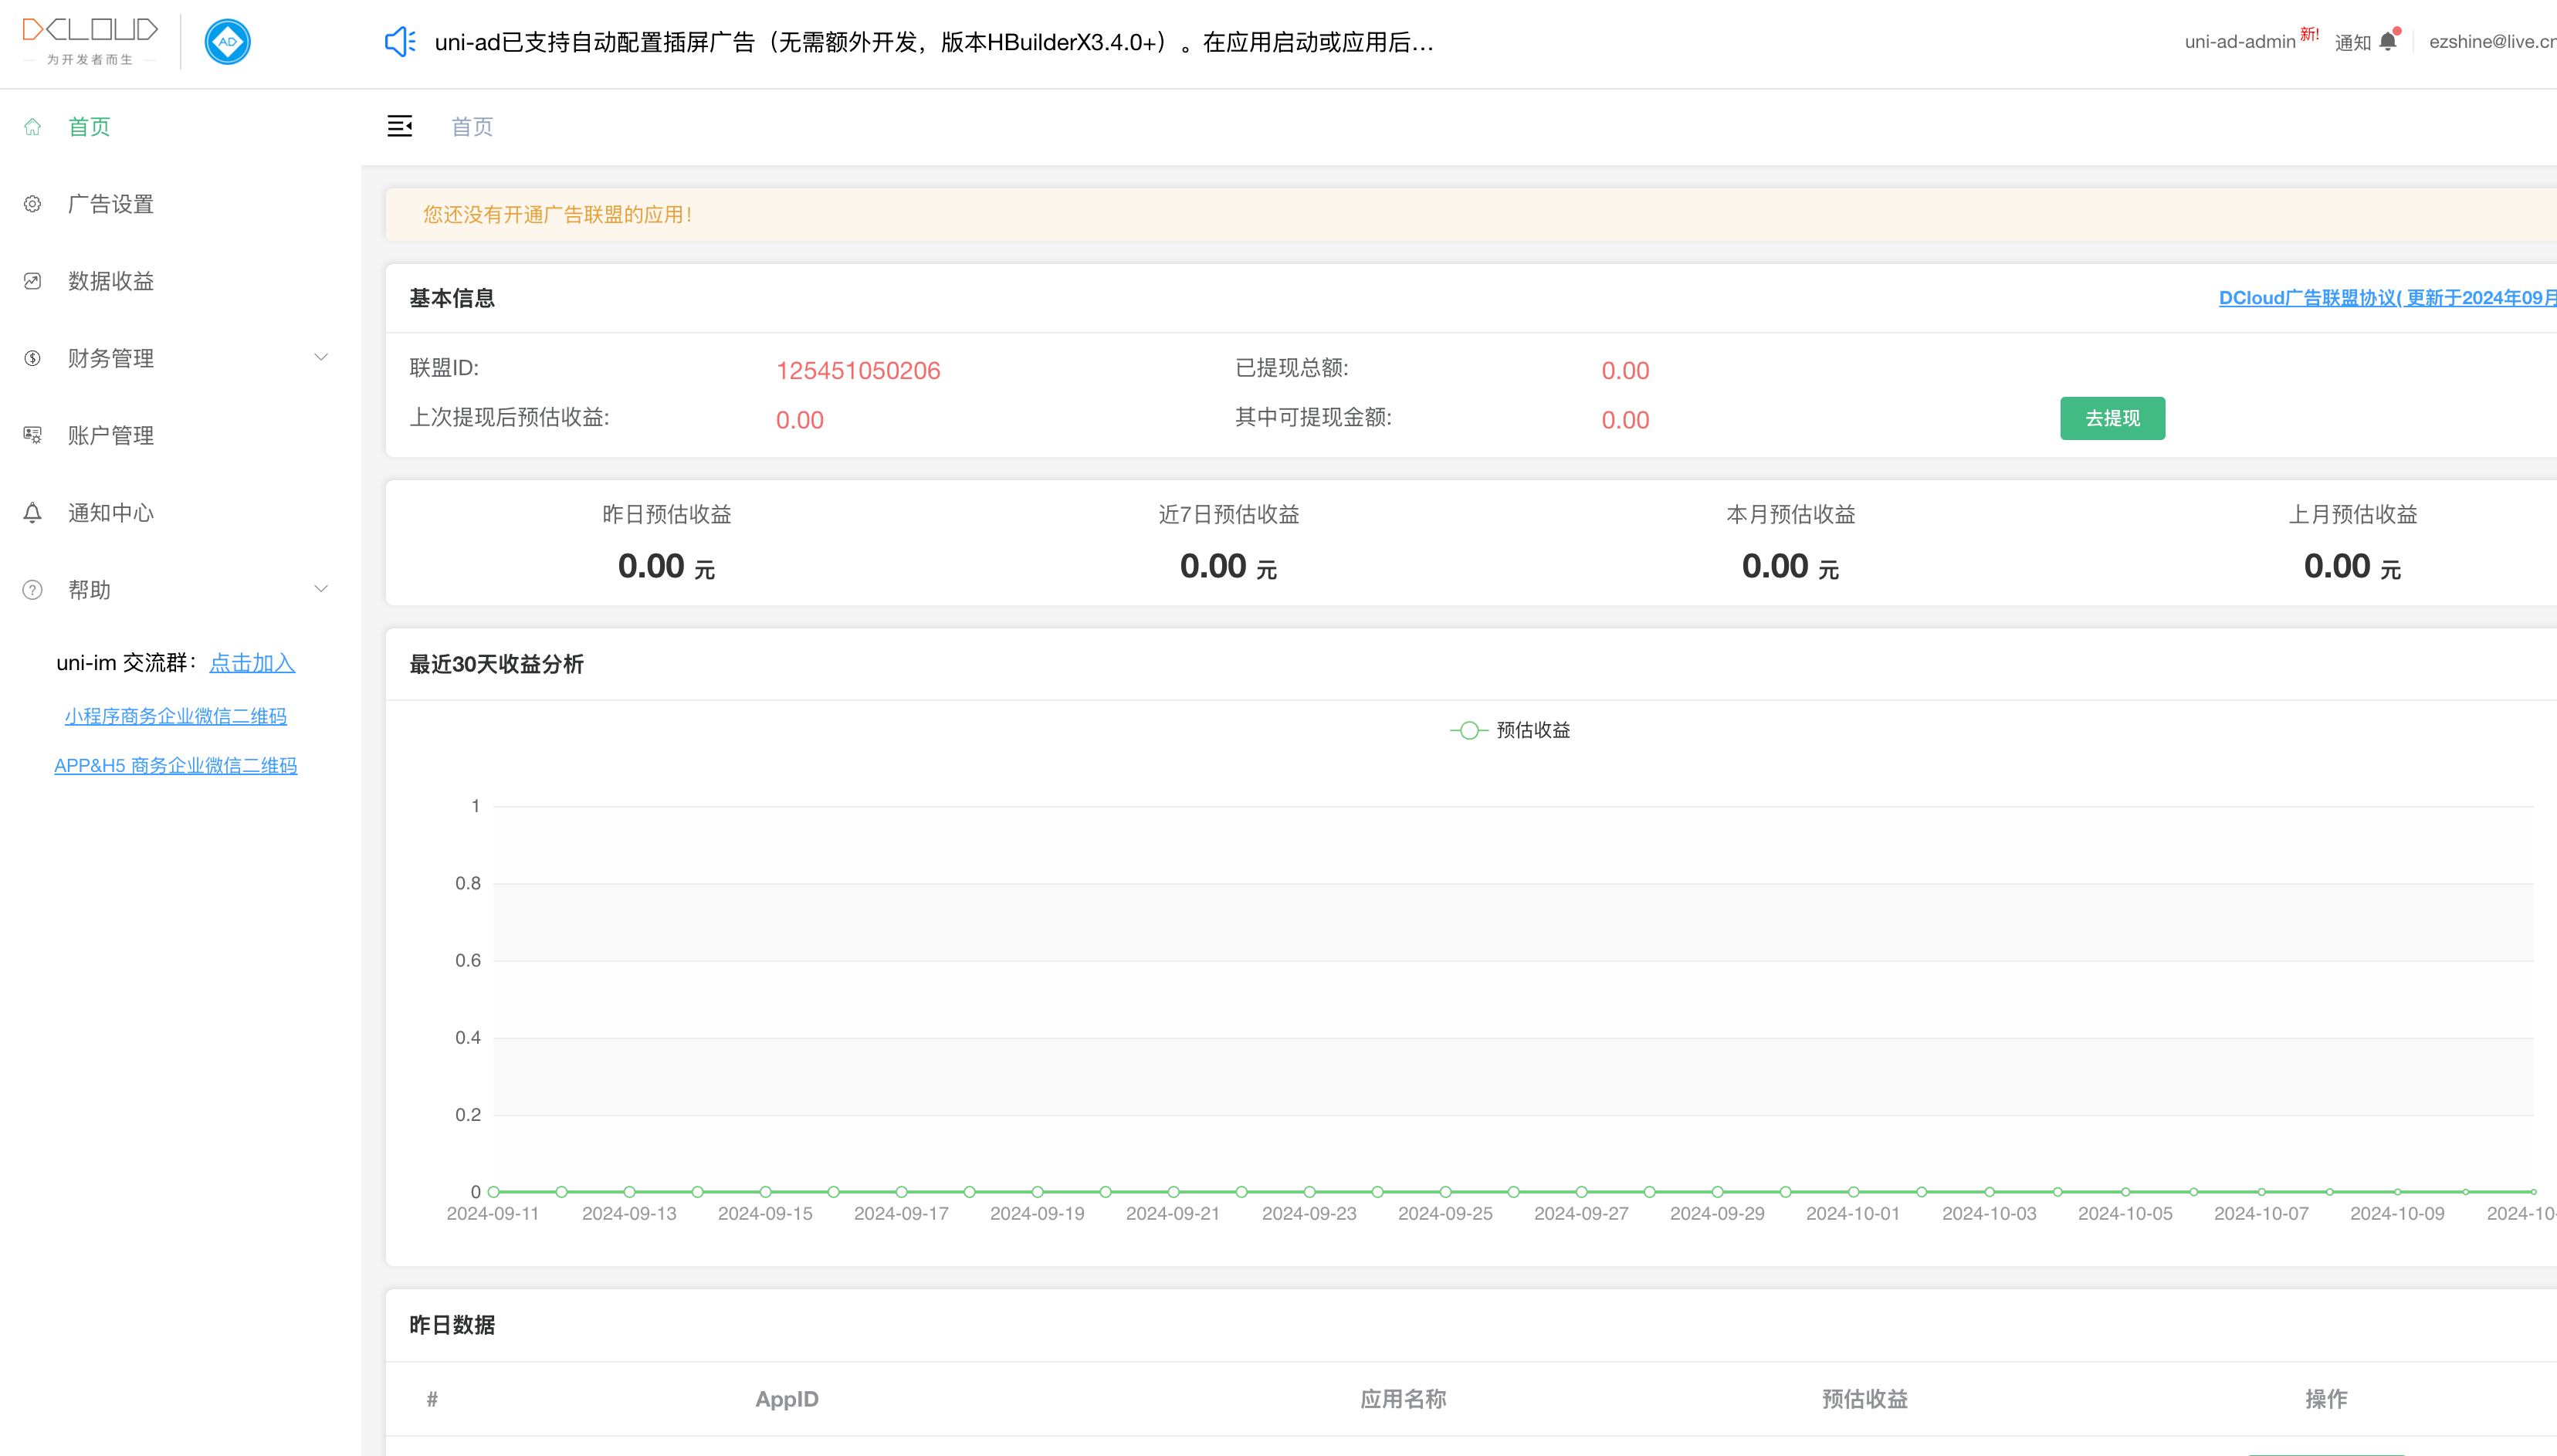 DCLOUD
为开发者而生
AD
uni-ad已支持自动配置插屏广告（无需额外开发，版本HBuilderX3.4.0+）。在应用启动或应用后…
uni-ad-admin 新!
通知
ezshine@live.cn
首页
广告设置
数据收益
财务管理
账户管理
通知中心
帮助
uni-im 交流群： 点击加入
小程序商务企业微信二维码
APP&H5 商务企业微信二维码
首页
您还没有开通广告联盟的应用！
基本信息
DCloud广告联盟协议( 更新于2024年09月
联盟ID: 125451050206 已提现总额: 0.00
上次提现后预估收益: 0.00 其中可提现金额: 0.00 去提现
昨日预估收益 近7日预估收益 本月预估收益 上月预估收益
0.00 元 0.00 元 0.00 元 0.00 元
最近30天收益分析
预估收益
1
0.8
0.6
0.4
0.2
0
2024-09-11 2024-09-13 2024-09-15 2024-09-17 2024-09-19 2024-09-21 2024-09-23 2024-09-25 2024-09-27 2024-09-29 2024-10-01 2024-10-03 2024-10-05 2024-10-07 2024-10-09 2024-10-
昨日数据
# AppID 应用名称 预估收益 操作